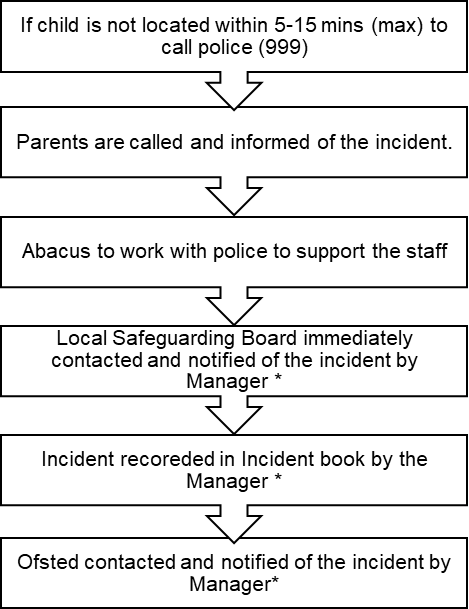 If child is not located within 5-15 mins (max) to
call police (999)
Parents are called and informed of the incident.
Abacus to work with police to support the staff
Local Safeguarding Board immediately
contacted and notified of the incident by
Manager *
Incident recoreded in Incident book by the
Manager *
Ofsted contacted and notified of the incident by
Manager*